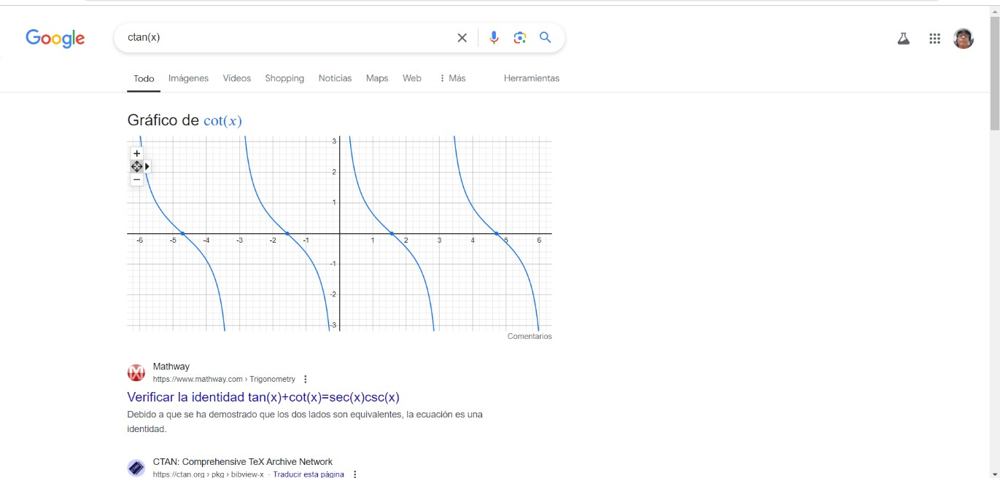 Google
ctan(x)
Todo Imágenes Vídeos Shopping Noticias Maps Web Más Herramientas
Gráfico de cot(x)
3
2
1
-6 -5 -4 -3 -2 -1 1 2 3 4 5 6
-1
-2
-3
Comentarios
Mathway
https://www.mathway.com › Trigonometry
Verificar la identidad tan(x)+cot(x)=sec(x)csc(x)
Debido a que se ha demostrado que los dos lados son equivalentes, la ecuación es una
identidad.
CTAN: Comprehensive TeX Archive Network
https://ctan.org › pkg › bibview-x · Traducir esta página